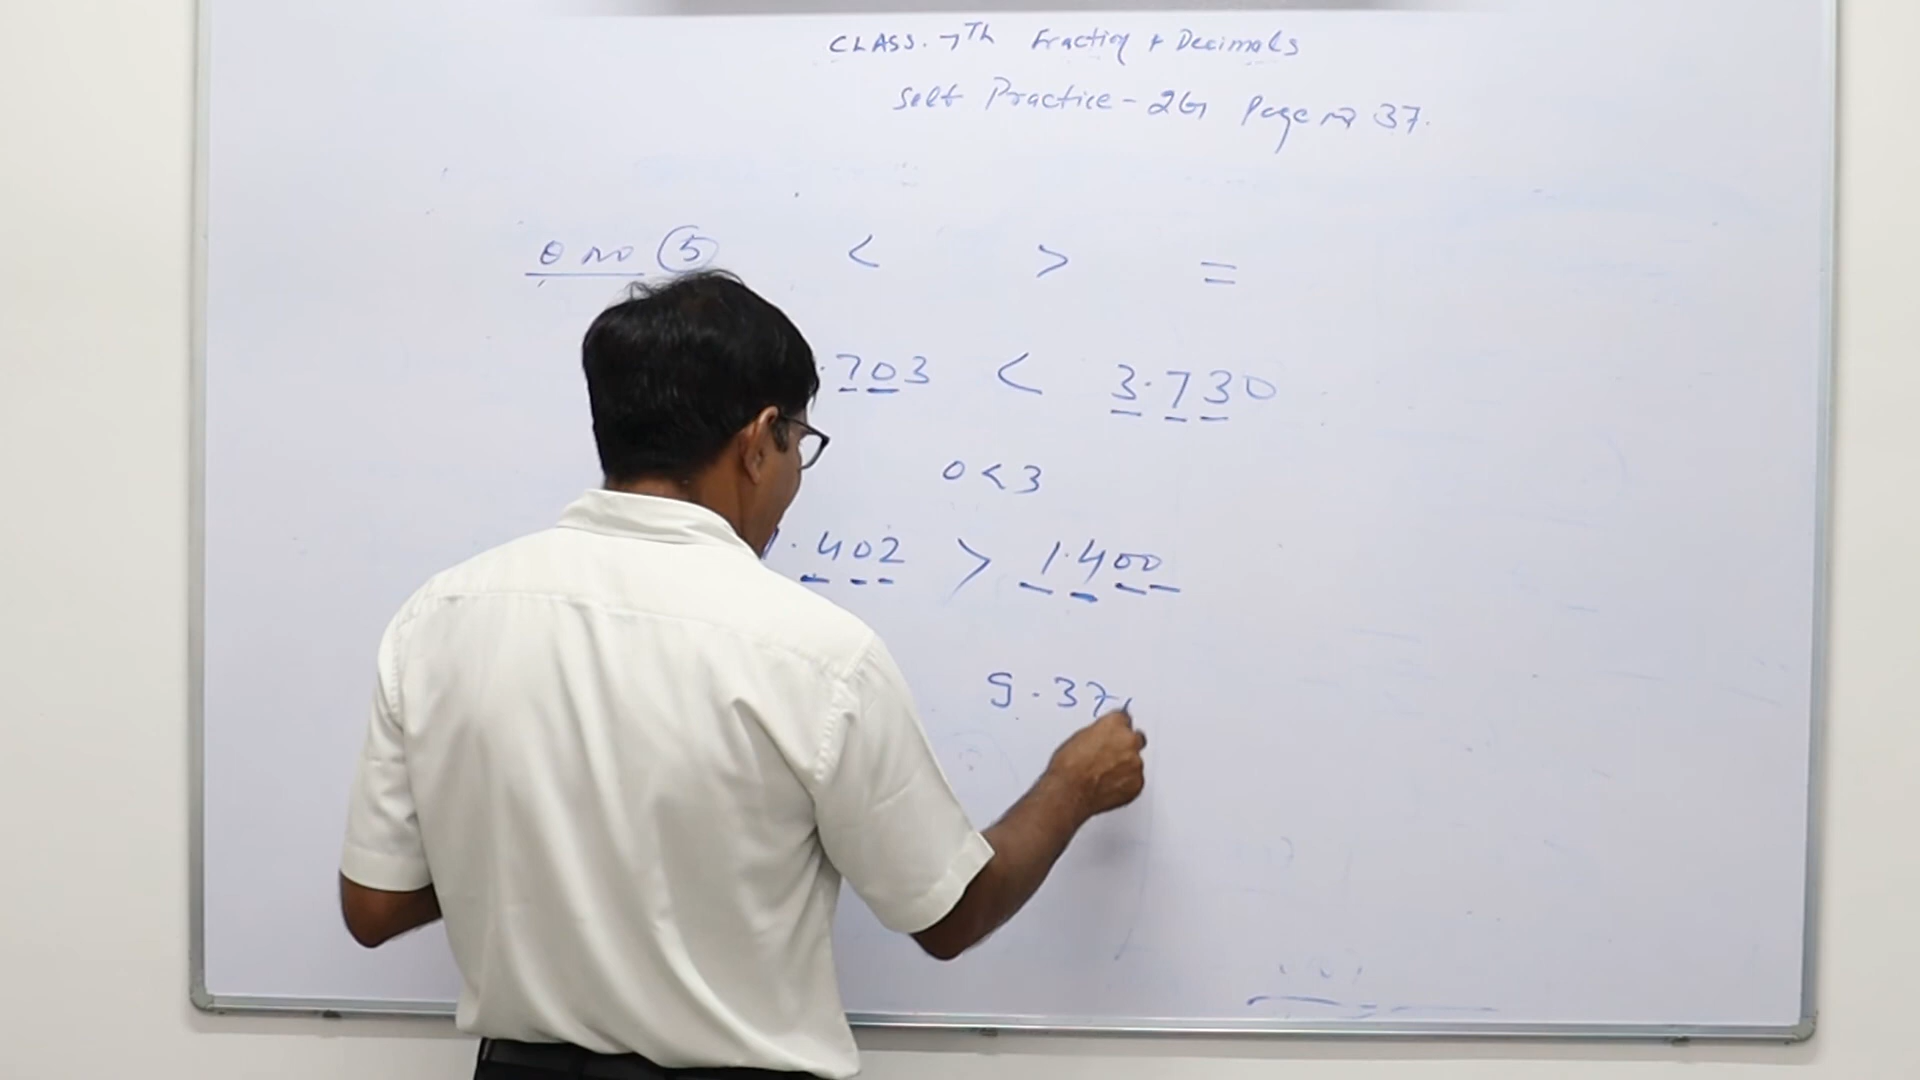 CLASS. 7Th Fraction & Decimals
Self Practice - 2G Page no 37.
Q no 5 < > =
.703 < 3.730
0<3
.402 > 1.400
9.37